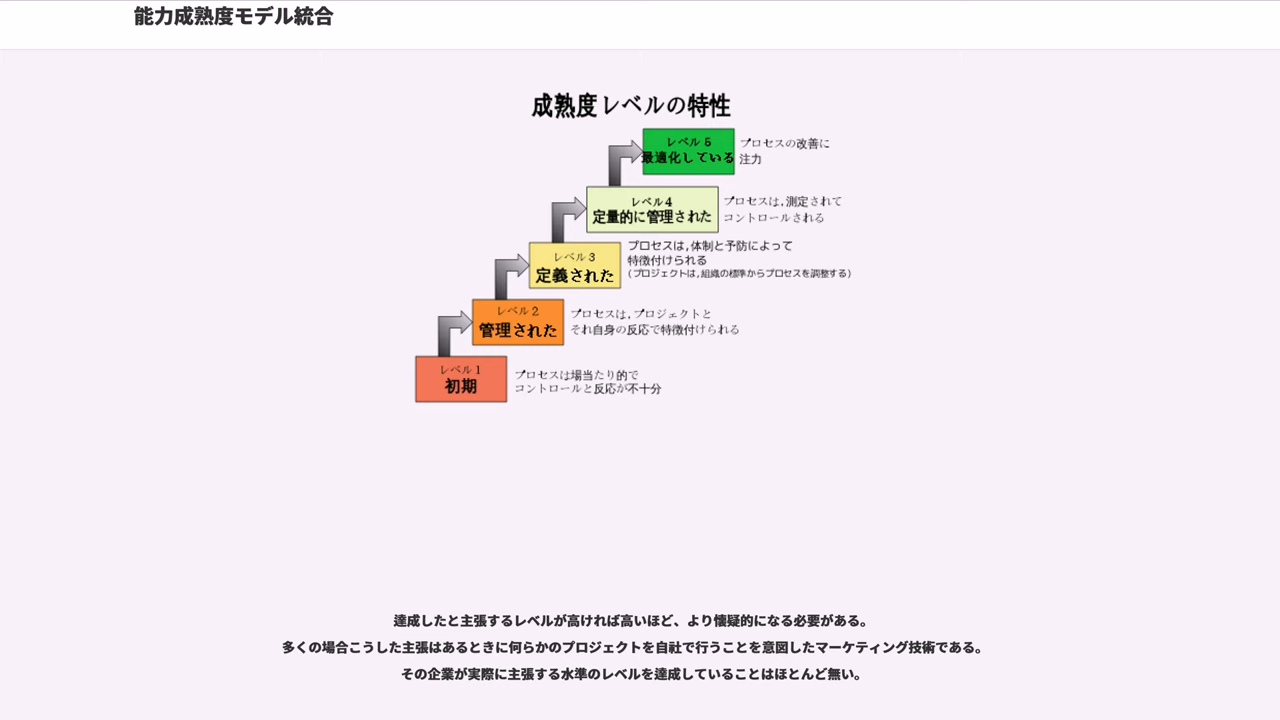 能力成熟度モデル統合
成熟度レベルの特性
レベル 5
最適化している
プロセスの改善に
注力
レベル4
定量的に管理された
プロセスは,測定されて
コントロールされる
レベル3
定義された
プロセスは,体制と予防によって
特徴付けられる
(プロジェクトは,組織の標準からプロセスを調整する)
レベル2
管理された
プロセスは,プロジェクトと
それ自身の反応で特徴付けられる
レベル1
初期
プロセスは場当たり的で
コントロールと反応が不十分
達成したと主張するレベルが高ければ高いほど、より懐疑的になる必要がある。
多くの場合こうした主張はあるときに何らかのプロジェクトを自社で行うことを意図したマーケティング技術である。
その企業が実際に主張する水準のレベルを達成していることはほとんど無い。